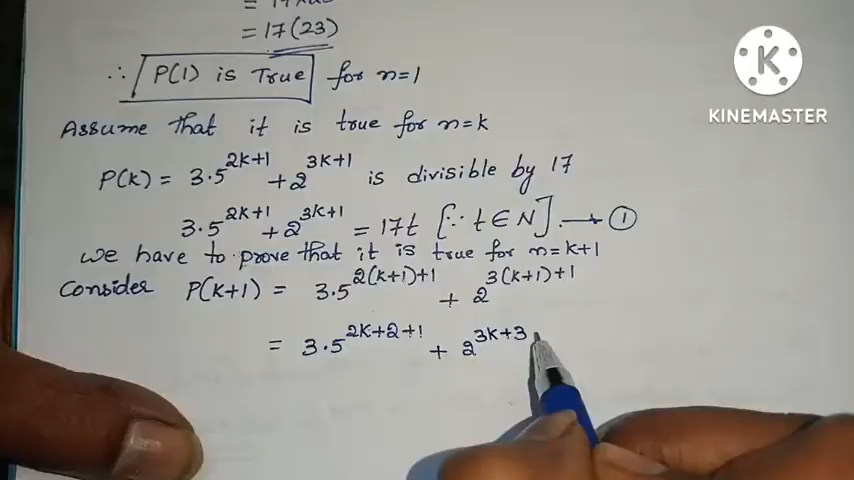 = 17(23)
∴ P(1) is True for n=1
Assume that it is true for n=k
P(k) = 3·5^{2k+1} + 2^{3k+1} is divisible by 17
3·5^{2k+1} + 2^{3k+1} = 17t [∵ t∈N]. → ①
we have to prove that it is true for n=k+1
Consider P(k+1) = 3·5^{2(k+1)+1} + 2^{3(k+1)+1}
= 3·5^{2k+2+1} + 2^{3k+3
K
KINEMASTER